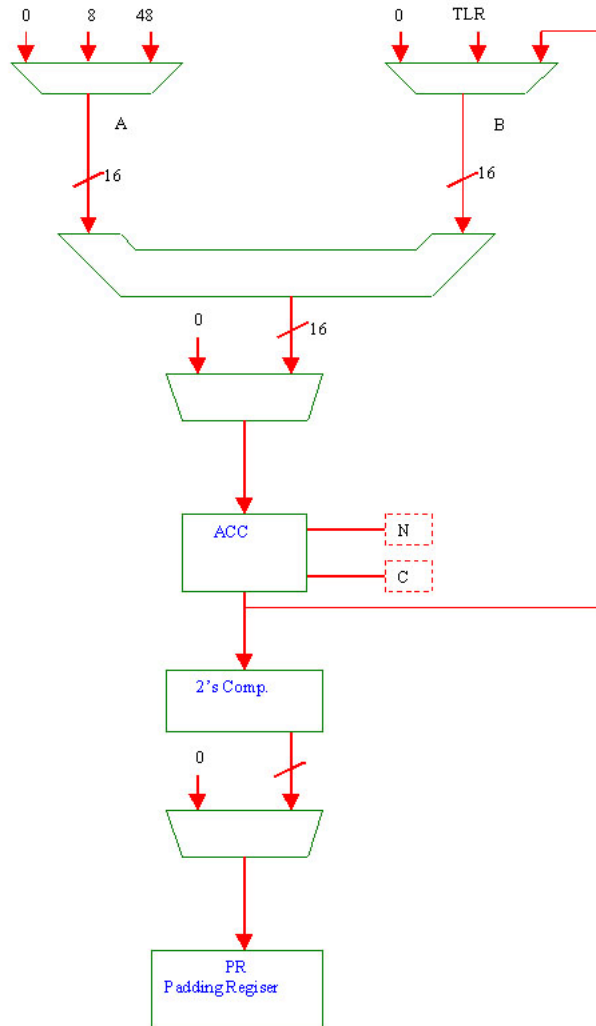 0 8 48 0 TLR
A B
16 16
0
16
ACC N
C
2's Comp.
0
PR
Padding Regiser